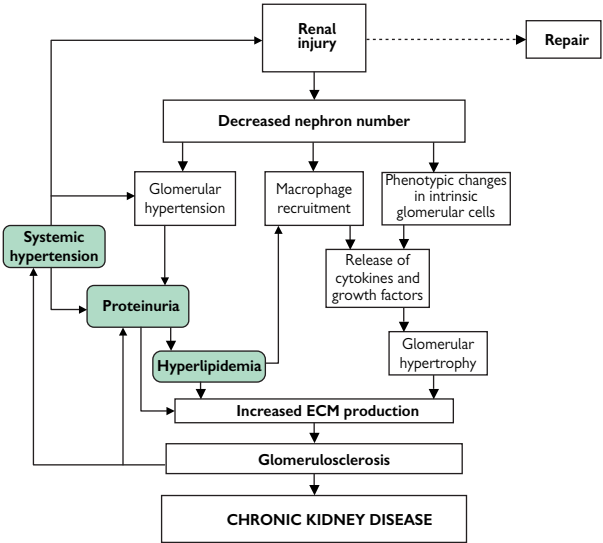 Renal
injury
Repair
Decreased nephron number
Glomerular
hypertension
Macrophage
recruitment
Phenotypic changes
in intrinsic
glomerular cells
Systemic
hypertension
Release of
cytokines and
growth factors
Proteinuria
Glomerular
hypertrophy
Hyperlipidemia
Increased ECM production
Glomerulosclerosis
CHRONIC KIDNEY DISEASE